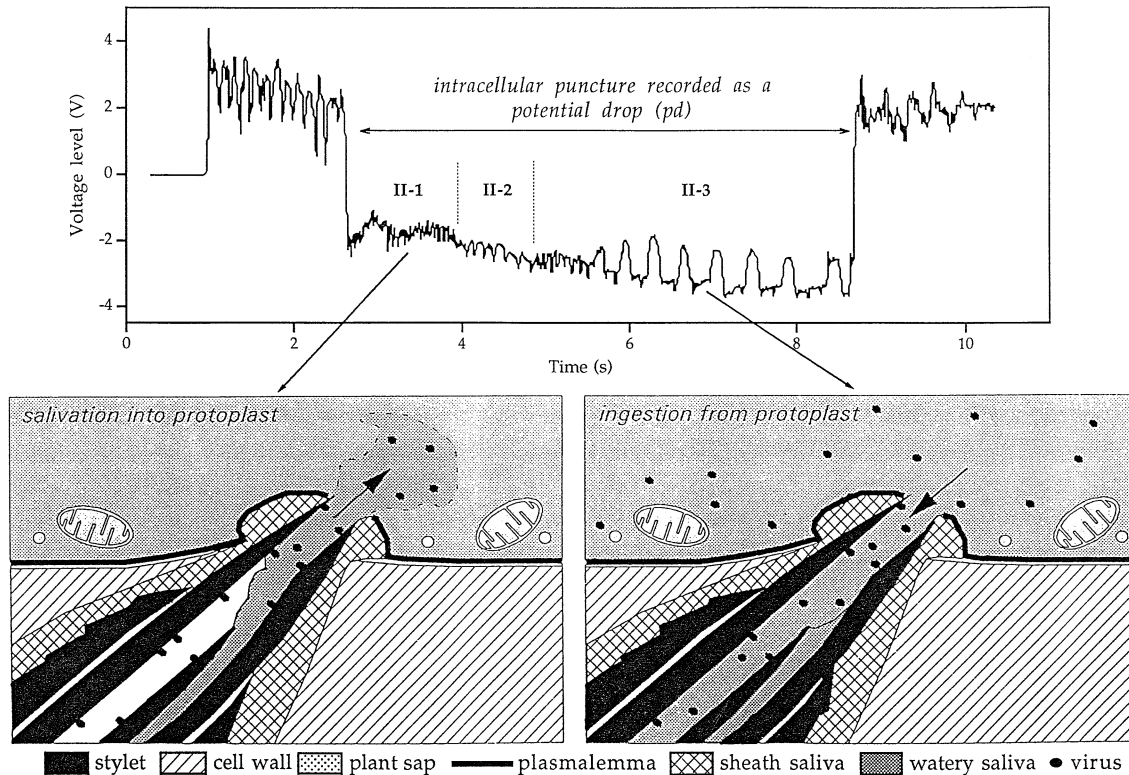 4
2
0
-2
-4
Voltage level (V)
intracellular puncture recorded as a
potential drop (pd)
II-1
II-2
II-3
0
2
4
6
8
10
Time (s)
salivation into protoplast
ingestion from protoplast
stylet
cell wall
plant sap
plasmalemma
sheath saliva
watery saliva
virus